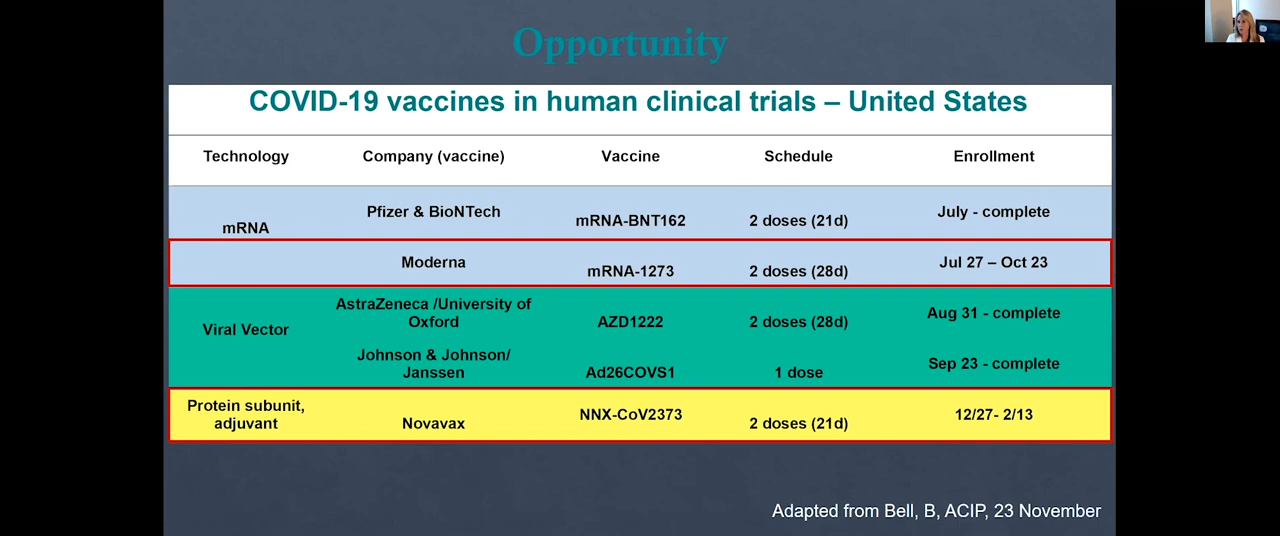 Opportunity
COVID-19 vaccines in human clinical trials – United States
Technology Company (vaccine) Vaccine Schedule Enrollment
mRNA
Pfizer & BioNTech
mRNA-BNT162
2 doses (21d)
July - complete
Moderna
mRNA-1273
2 doses (28d)
Jul 27 – Oct 23
Viral Vector
AstraZeneca /University of
Oxford
AZD1222
2 doses (28d)
Aug 31 - complete
Johnson & Johnson/
Janssen
Ad26COVS1
1 dose
Sep 23 - complete
Protein subunit,
adjuvant
Novavax
NNX-CoV2373
2 doses (21d)
12/27- 2/13
Adapted from Bell, B, ACIP, 23 November